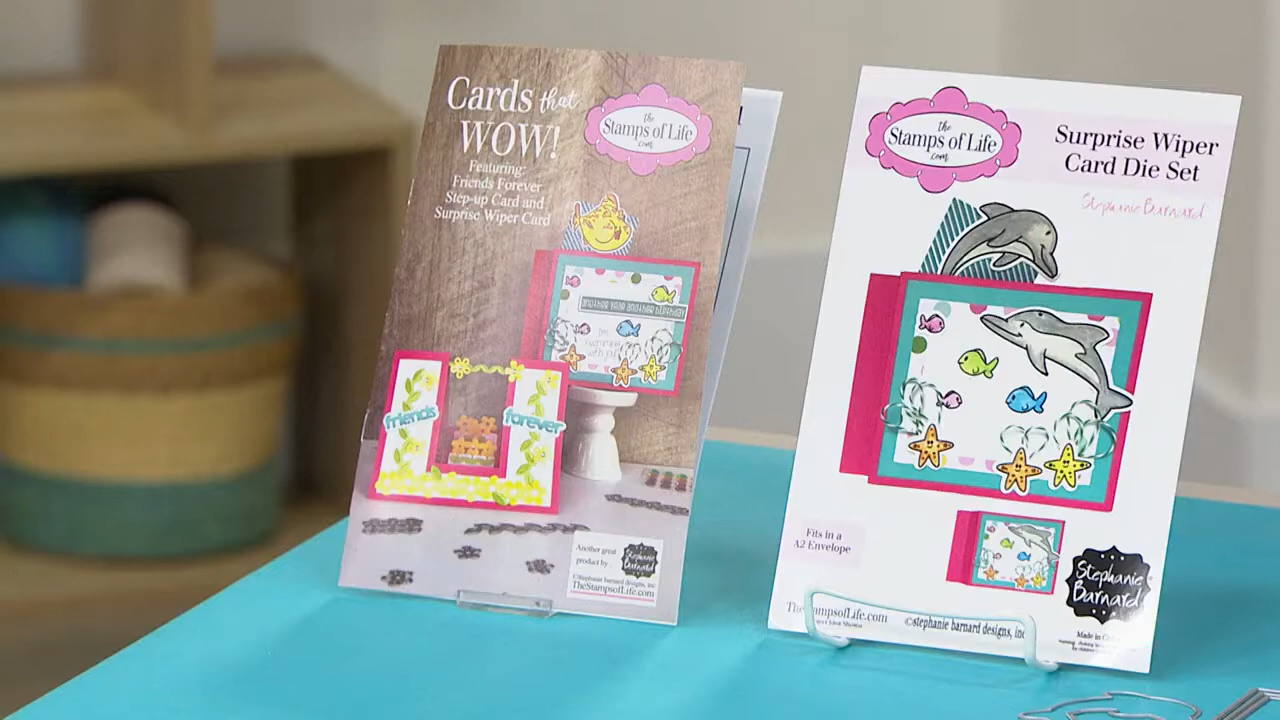 Cards that
WOW!
Featuring:
Friends Forever
Step-up Card and
Surprise Wiper Card
the
Stamps of Life
.com
friends
forever
Another great
product by
Stephanie
Barnard
©Stephanie barnard designs, inc
TheStampsofLife.com
the
Stamps of Life
.com
Surprise Wiper
Card Die Set
Stephanie Barnard
Fits in a
A2 Envelope
Stephanie
Barnard
©stephanie barnard designs, inc
Made in